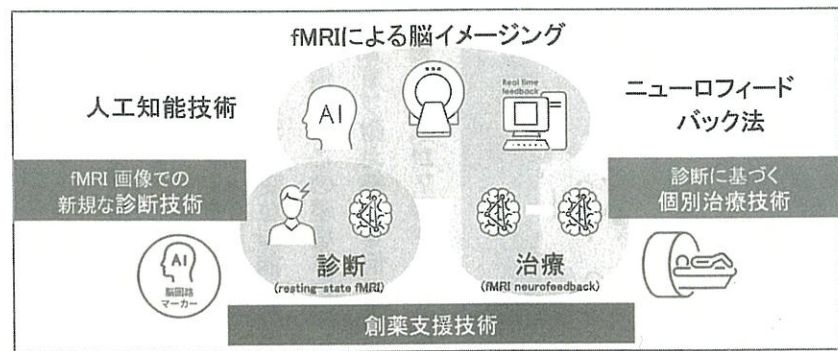 fMRIによる脳イメージング
人工知能技術
AI
Real time
feedback
ニューロフィード
バック法
fMRI 画像での
新規な診断技術
診断に基づく
個別治療技術
AI
脳回路
マーカー
診断
(resting-state fMRI)
治療
(fMRI neurofeedback)
創薬支援技術